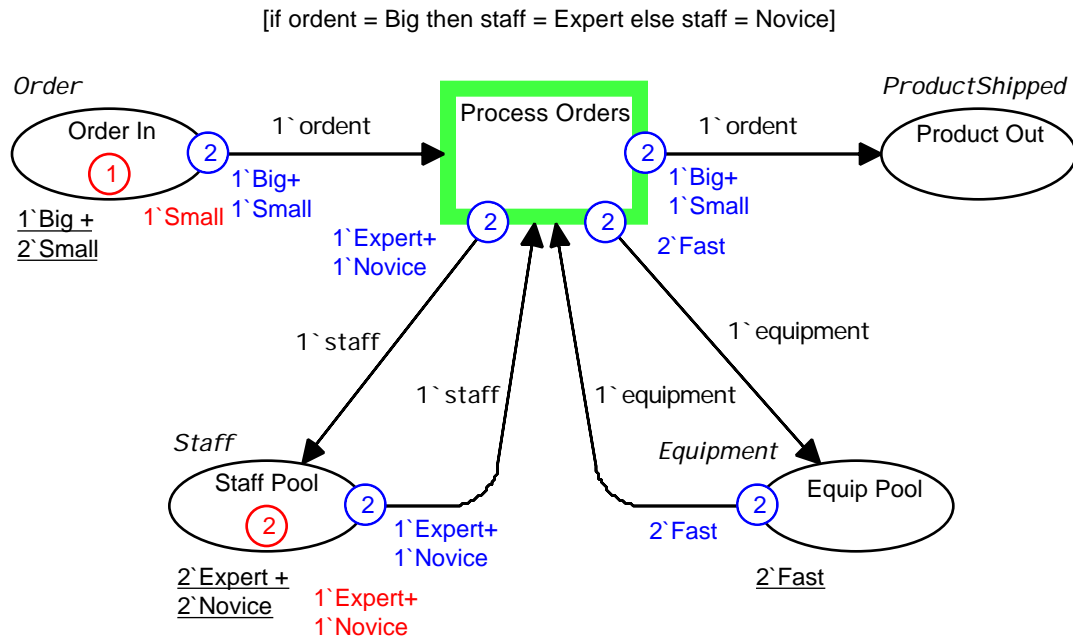 [if ordent = Big then staff = Expert else staff = Novice]
Order
ProductShipped
Order In
1
2
1`ordent
Process Orders
2
1`ordent
Product Out
1`Big +
2`Small
1`Small
1`Big+
1`Small
2
2
1`Big+
1`Small
1`Expert+
1`Novice
2`Fast
1`staff
1`equipment
1`staff
1`equipment
Staff
Equipment
Staff Pool
2
2
1`Expert+
1`Novice
2`Fast
2
Equip Pool
2`Expert +
2`Novice
1`Expert+
1`Novice
2`Fast